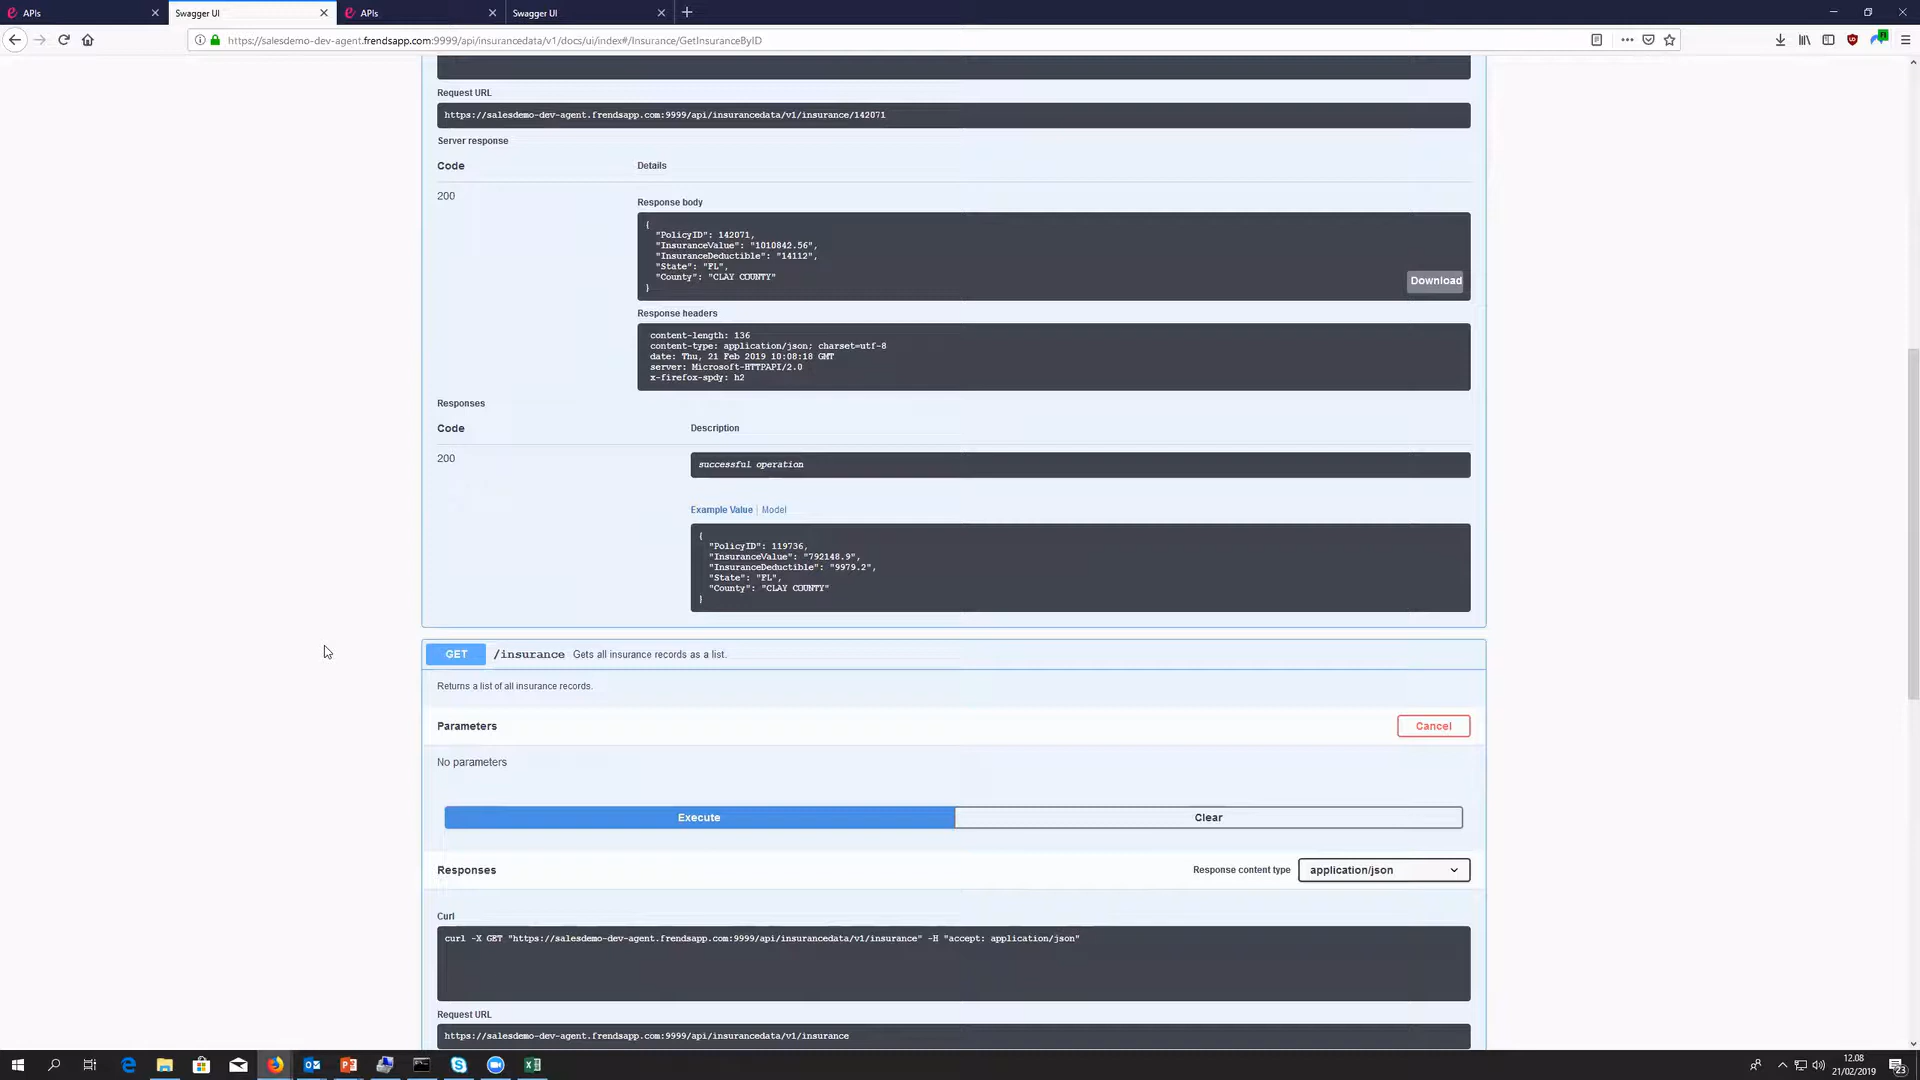 APIs
Swagger UI
APIs
Swagger UI
https://salesdemo-dev-agent.frendsapp.com:9999/api/insurancedata/v1/docs/ui/index#/Insurance/GetInsuranceByID
Request URL
https://salesdemo-dev-agent.frendsapp.com:9999/api/insurancedata/v1/insurance/142071
Server response
Code
Details
200
Response body
{
"PolicyID": 142071,
"InsuranceValue": "1010842.56",
"InsuranceDeductible": "14112",
"State": "FL",
"County": "CLAY COUNTY"
}
Download
Response headers
content-length: 136
content-type: application/json; charset=utf-8
date: Thu, 21 Feb 2019 10:08:18 GMT
server: Microsoft-HTTPAPI/2.0
x-firefox-spdy: h2
Responses
Code
Description
200
successful operation
Example Value | Model
{
"PolicyID": 119736,
"InsuranceValue": "792148.9",
"InsuranceDeductible": "9979.2",
"State": "FL",
"County": "CLAY COUNTY"
}
GET /insurance Gets all insurance records as a list.
Returns a list of all insurance records.
Parameters
Cancel
No parameters
Execute
Clear
Responses
Response content type
application/json
Curl
curl -X GET "https://salesdemo-dev-agent.frendsapp.com:9999/api/insurancedata/v1/insurance" -H "accept: application/json"
Request URL
https://salesdemo-dev-agent.frendsapp.com:9999/api/insurancedata/v1/insurance
12.08
21/02/2019
23